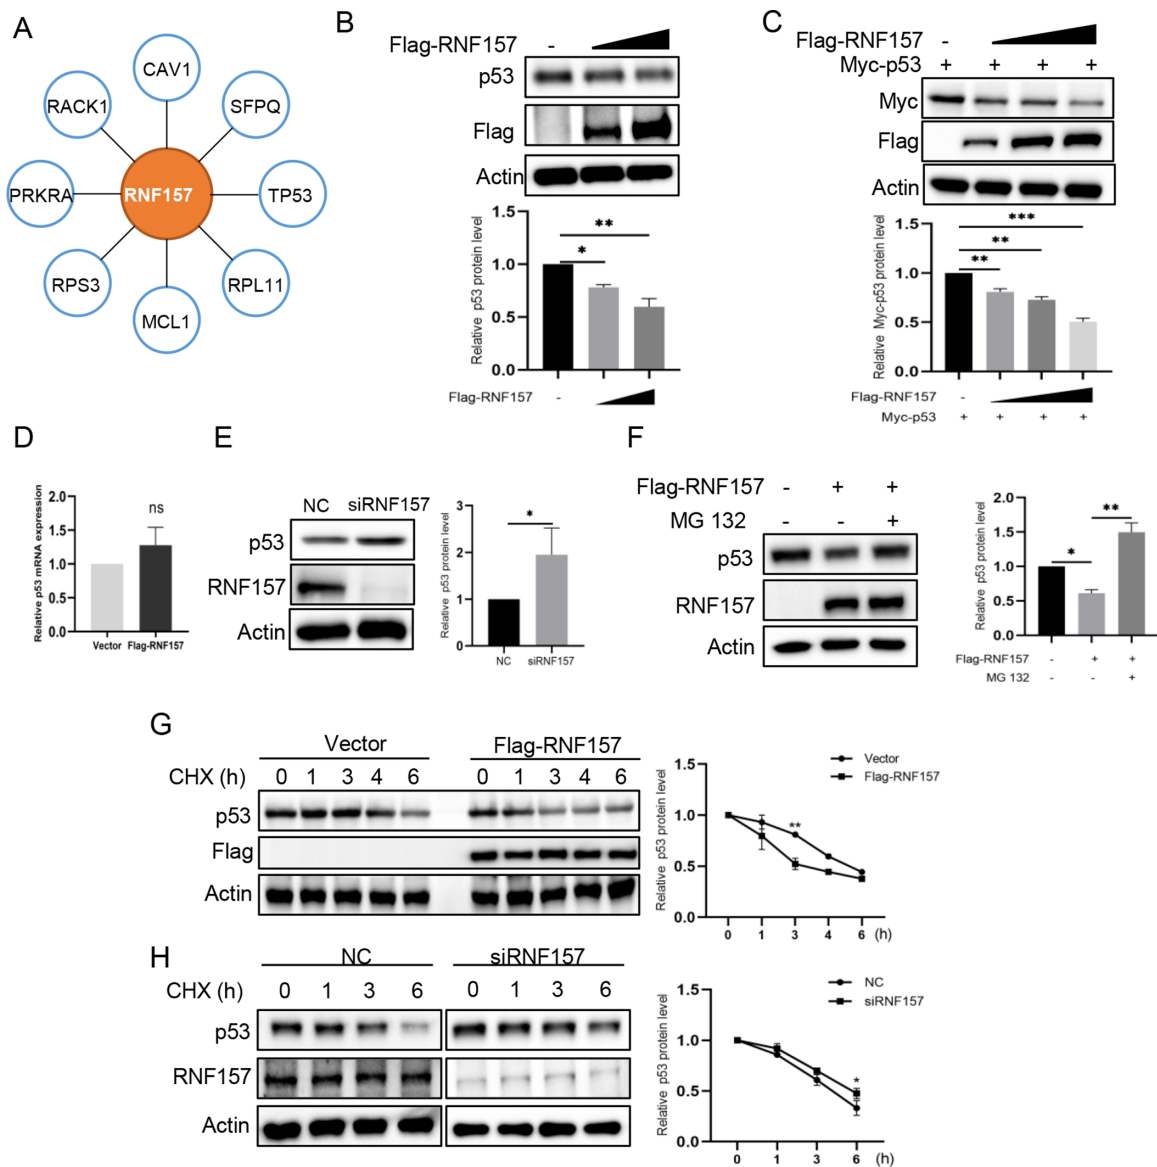 A
CAV1
RACK1
SFPQ
PRKRA
RNF157
TP53
RPS3
RPL11
MCL1
B
Flag-RNF157 -
p53
Flag
Actin
Relative p53 protein level
1.5
1.0
0.5
0.0
*
**
Flag-RNF157 -
C
Flag-RNF157 -
Myc-p53 + + + +
Myc
Flag
Actin
Relative Myc-p53 protein level
1.5
1.0
0.5
0.0
***
**
**
Flag-RNF157 -
Myc-p53 + + + +
D
Relative p53 mRNA expression
2.0
1.5
1.0
0.5
0.0
ns
Vector Flag-RNF157
E
NC siRNF157
p53
RNF157
Actin
Relative p53 protein level
3
2
1
0
*
NC siRNF157
F
Flag-RNF157 - + +
MG 132 - - +
p53
RNF157
Actin
Relative p53 protein level
2.0
1.5
1.0
0.5
0.0
*
**
Flag-RNF157 - + +
MG 132 - - +
G
Vector Flag-RNF157
CHX (h) 0 1 3 4 6 0 1 3 4 6
p53
Flag
Actin
Relative p53 protein level
1.5
1.0
0.5
0.0
Vector
Flag-RNF157
**
0 1 3 4 6 (h)
H
NC siRNF157
CHX (h) 0 1 3 6 0 1 3 6
p53
RNF157
Actin
Relative p53 protein level
1.5
1.0
0.5
0.0
NC
siRNF157
*
0 1 3 6 (h)